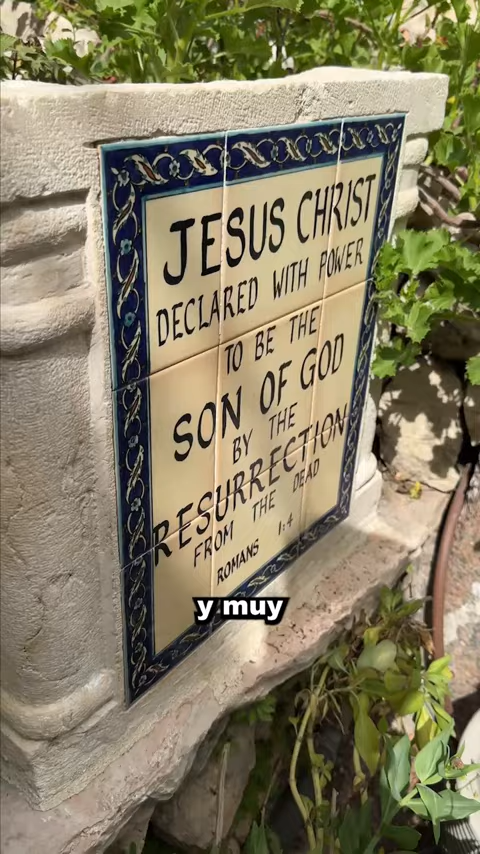 JESUS CHRIST
DECLARED WITH POWER
TO BE THE
SON OF GOD
BY THE
RESURRECTION
FROM THE DEAD
ROMANS 1:4
y muy